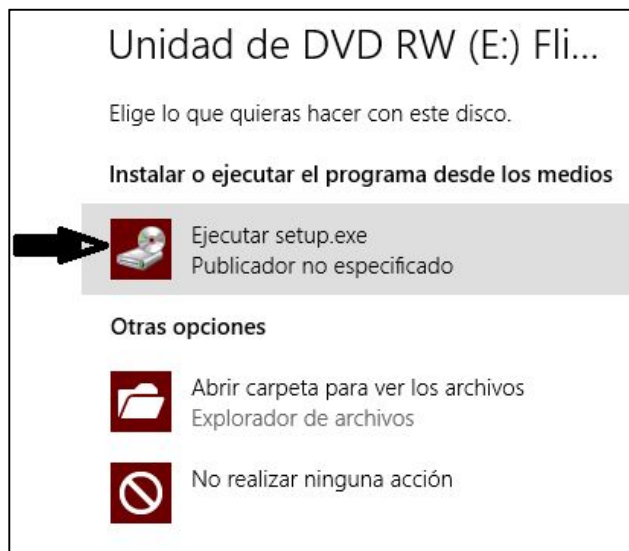 Unidad de DVD RW (E:) Fli...
Elige lo que quieras hacer con este disco.
Instalar o ejecutar el programa desde los medios
Ejecutar setup.exe
Publicador no especificado
Otras opciones
Abrir carpeta para ver los archivos
Explorador de archivos
No realizar ninguna acción